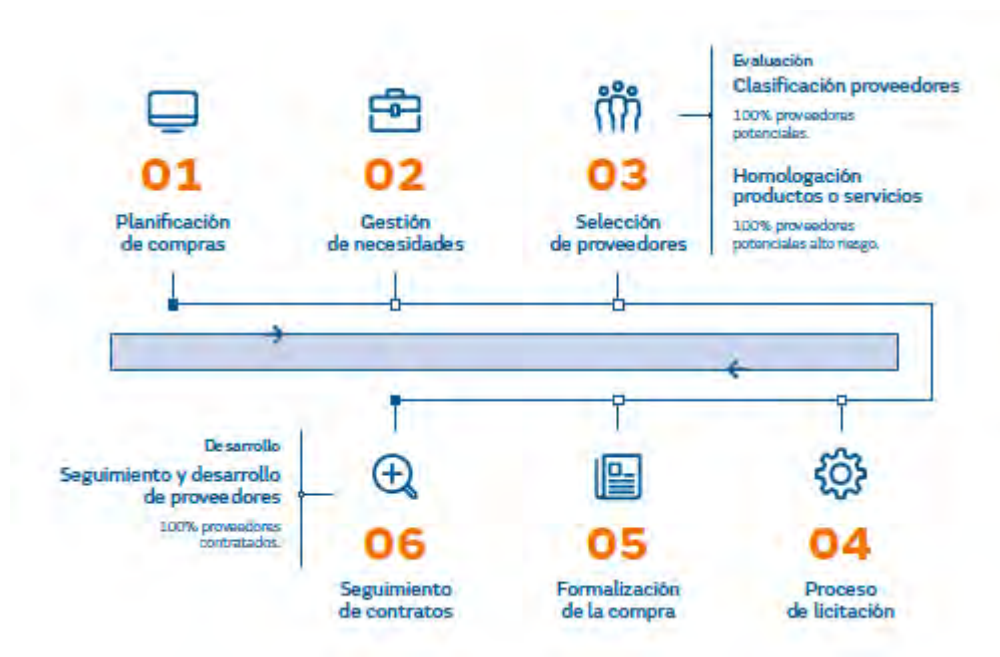 01
Planificación
de compras
02
Gestión
de necesidades
03
Selección
de proveedores
Evaluación
Clasificación proveedores
100% proveedores
potenciales.
Homologación
productos o servicios
100% proveedores
potenciales alto riesgo.
Desarrollo
Seguimiento y desarrollo
de proveedores
100% proveedores
contratados.
06
Seguimiento
de contratos
05
Formalización
de la compra
04
Proceso
de licitación